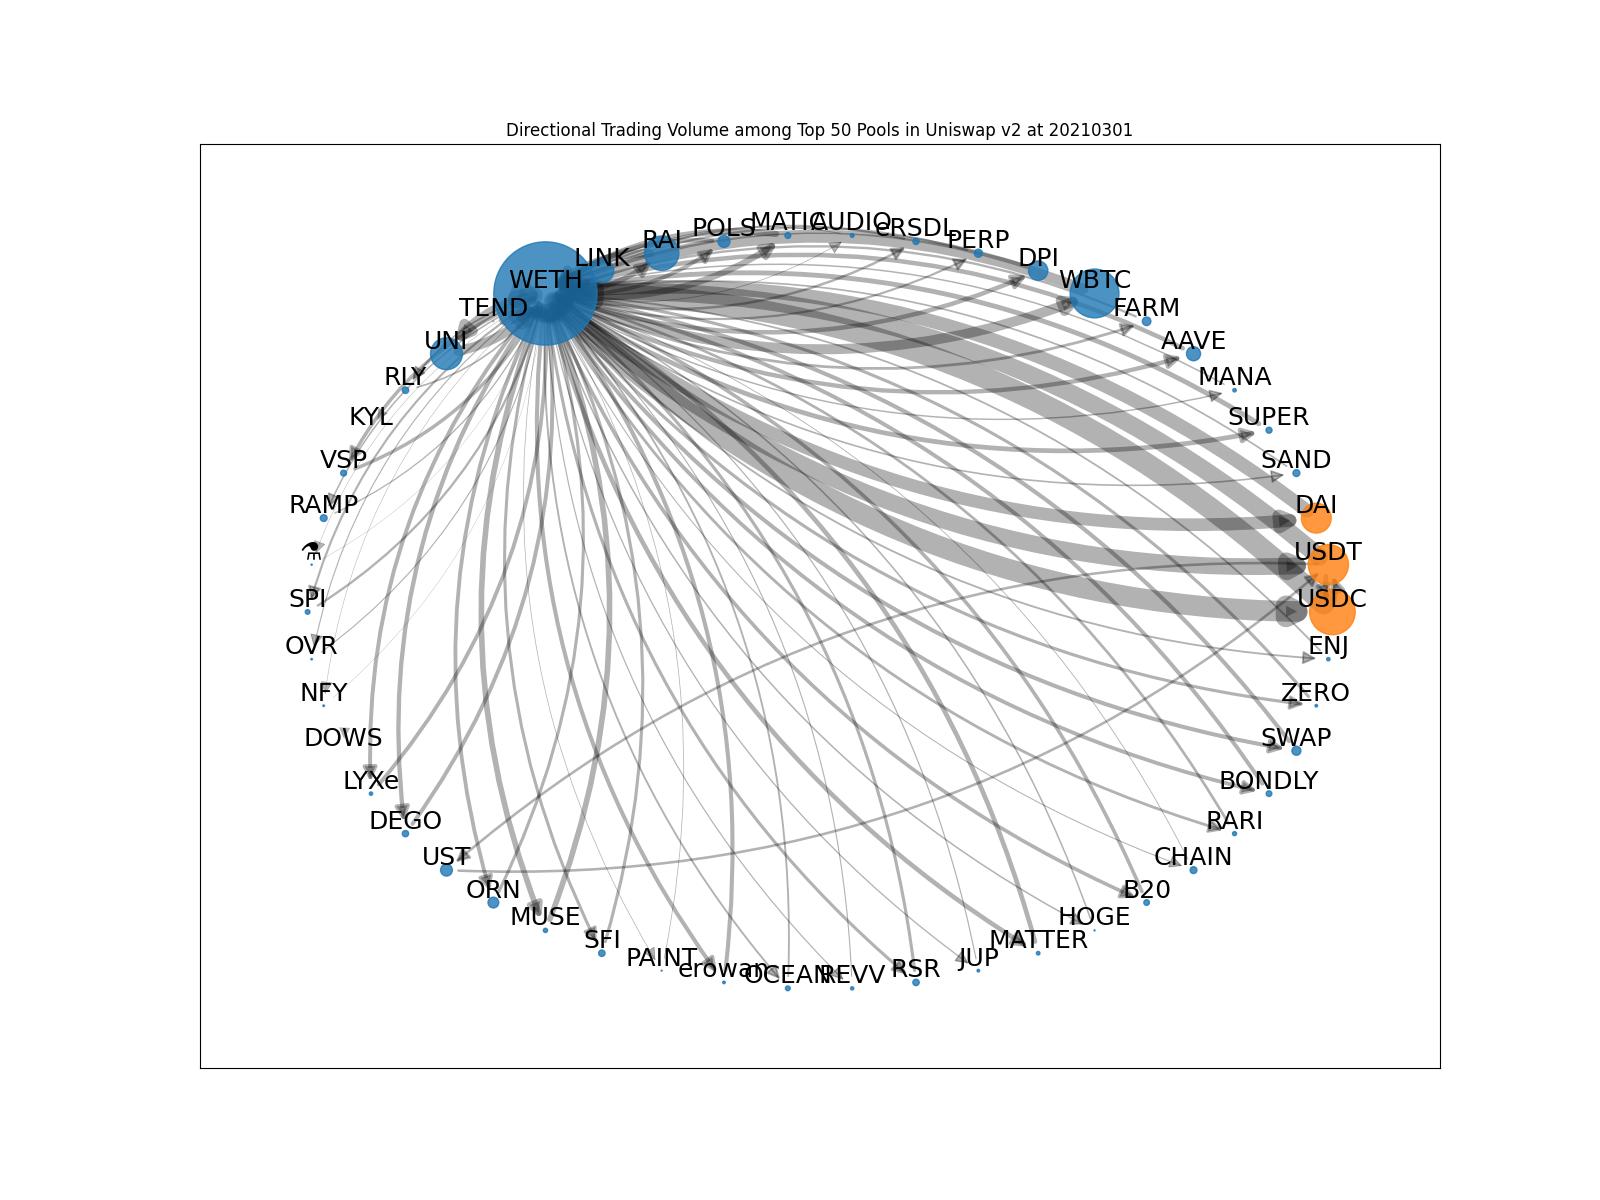 Directional Trading Volume among Top 50 Pools in Uniswap v2 at 20210301
MATIC
AUDIO
POLS
cRSDL
RAI
PERP
LINK
DPI
WETH
WBTC
TEND
FARM
UNI
AAVE
RLY
MANA
KYL
SUPER
VSP
SAND
RAMP
DAI
⚗
USDT
SPI
USDC
OVR
ENJ
NFY
ZERO
DOWS
SWAP
LYXe
BONDLY
DEGO
RARI
UST
CHAIN
ORN
B20
MUSE
HOGE
SFI
MATTER
PAINT
JUP
erowan
RSR
OCEAN
REVV